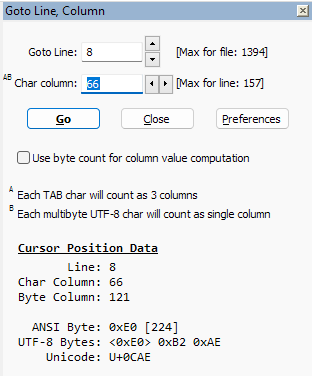 Goto Line, Column
Goto Line: 8 [Max for file: 1394]
AB Char column: 66 [Max for line: 157]
Go Close Preferences
Use byte count for column value computation
A Each TAB char will count as 3 columns
B Each multibyte UTF-8 char will count as single column
Cursor Position Data
Line: 8
Char Column: 66
Byte Column: 121
ANSI Byte: 0xE0 [224]
UTF-8 Bytes: <0xE0> 0xB2 0xAE
Unicode: U+0CAE